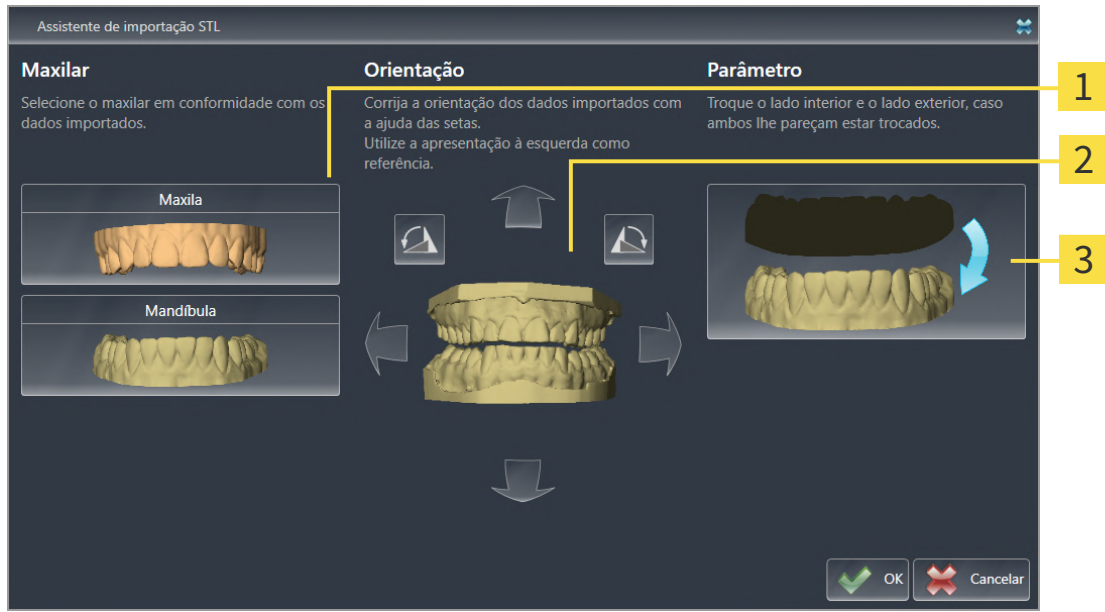 Assistente de importação STL
Maxilar
Selecione o maxilar em conformidade com os
dados importados.
Maxila
Mandíbula
Orientação
Corrija a orientação dos dados importados com
a ajuda das setas.
Utilize a apresentação à esquerda como
referência.
Parâmetro
Troque o lado interior e o lado exterior, caso
ambos lhe pareçam estar trocados.
1
2
3
OK
Cancelar